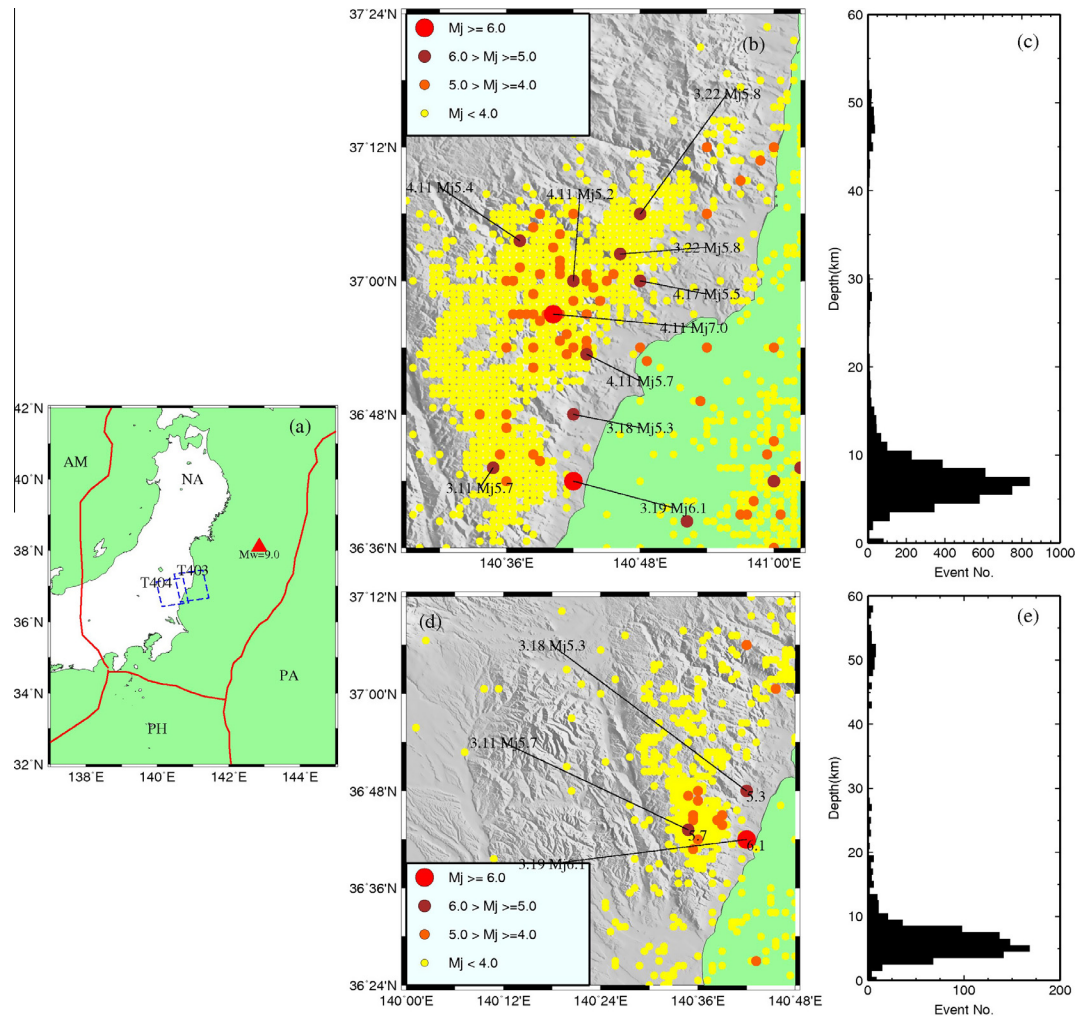 (a)
42°N
40°N
38°N
36°N
34°N
32°N
138°E
140°E
142°E
144°E
AM
NA
Mw=9.0
T404
T403
PA
PH
(b)
Mj >= 6.0
6.0 > Mj >=5.0
5.0 > Mj >=4.0
Mj < 4.0
37°24'N
37°12'N
37°00'N
36°48'N
36°36'N
140°36'E
140°48'E
141°00'E
3.22 Mj5.8
4.11 Mj5.4
4.11 Mj5.2
3.22 Mj5.8
4.17 Mj5.5
4.11 Mj7.0
4.11 Mj5.7
3.18 Mj5.3
3.11 Mj5.7
3.19 Mj6.1
(c)
60
50
40
30
20
10
0
Depth(km)
0
200
400
600
800
1000
Event No.
(d)
37°12'N
37°00'N
36°48'N
36°36'N
36°24'N
140°00'E
140°12'E
140°24'E
140°36'E
140°48'E
3.18 Mj5.3
3.11 Mj5.7
5.3
5.7
6.1
3.19 Mj6.1
Mj >= 6.0
6.0 > Mj >=5.0
5.0 > Mj >=4.0
Mj < 4.0
(e)
60
50
40
30
20
10
0
Depth(km)
0
100
200
Event No.